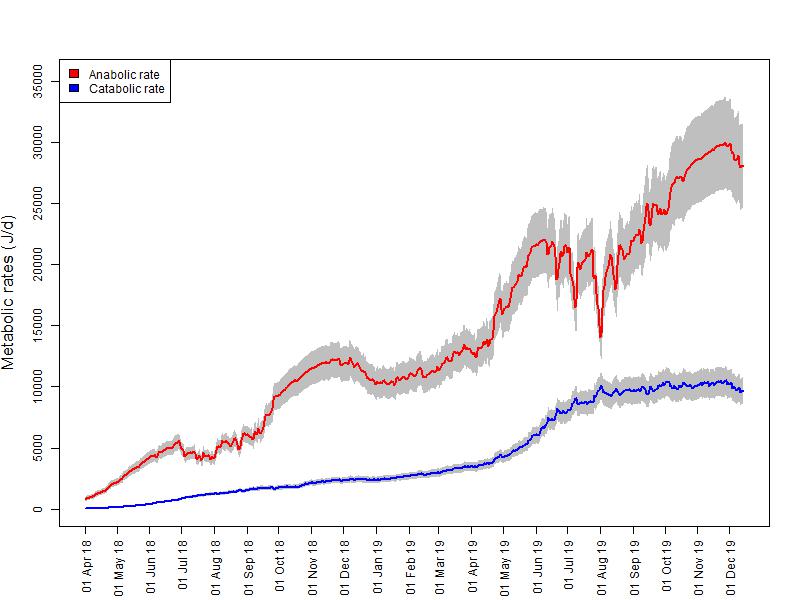 Anabolic rate
Catabolic rate
Metabolic rates (J/d)
35000
30000
25000
20000
15000
10000
5000
0
01 Apr 18
01 May 18
01 Jun 18
01 Jul 18
01 Aug 18
01 Sep 18
01 Oct 18
01 Nov 18
01 Dec 18
01 Jan 19
01 Feb 19
01 Mar 19
01 Apr 19
01 May 19
01 Jun 19
01 Jul 19
01 Aug 19
01 Sep 19
01 Oct 19
01 Nov 19
01 Dec 19